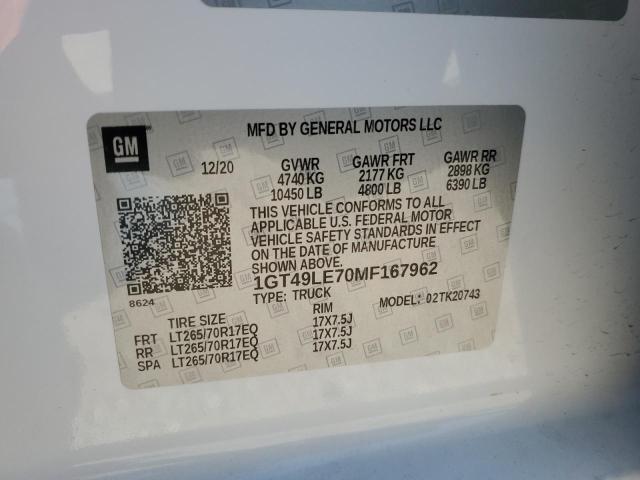 GM
MFD BY GENERAL MOTORS LLC
12/20 GVWR GAWR FRT GAWR RR
4740 KG 2177 KG 2898 KG
10450 LB 4800 LB 6390 LB
THIS VEHICLE CONFORMS TO ALL
APPLICABLE U.S. FEDERAL MOTOR
VEHICLE SAFETY STANDARDS IN EFFECT
ON THE DATE OF MANUFACTURE
SHOWN ABOVE.
1GT49LE70MF167962
8624
TYPE: TRUCK MODEL: 02TK20743
TIRE SIZE RIM
FRT LT265/70R17EQ 17X7.5J
RR LT265/70R17EQ 17X7.5J
SPA LT265/70R17EQ 17X7.5J